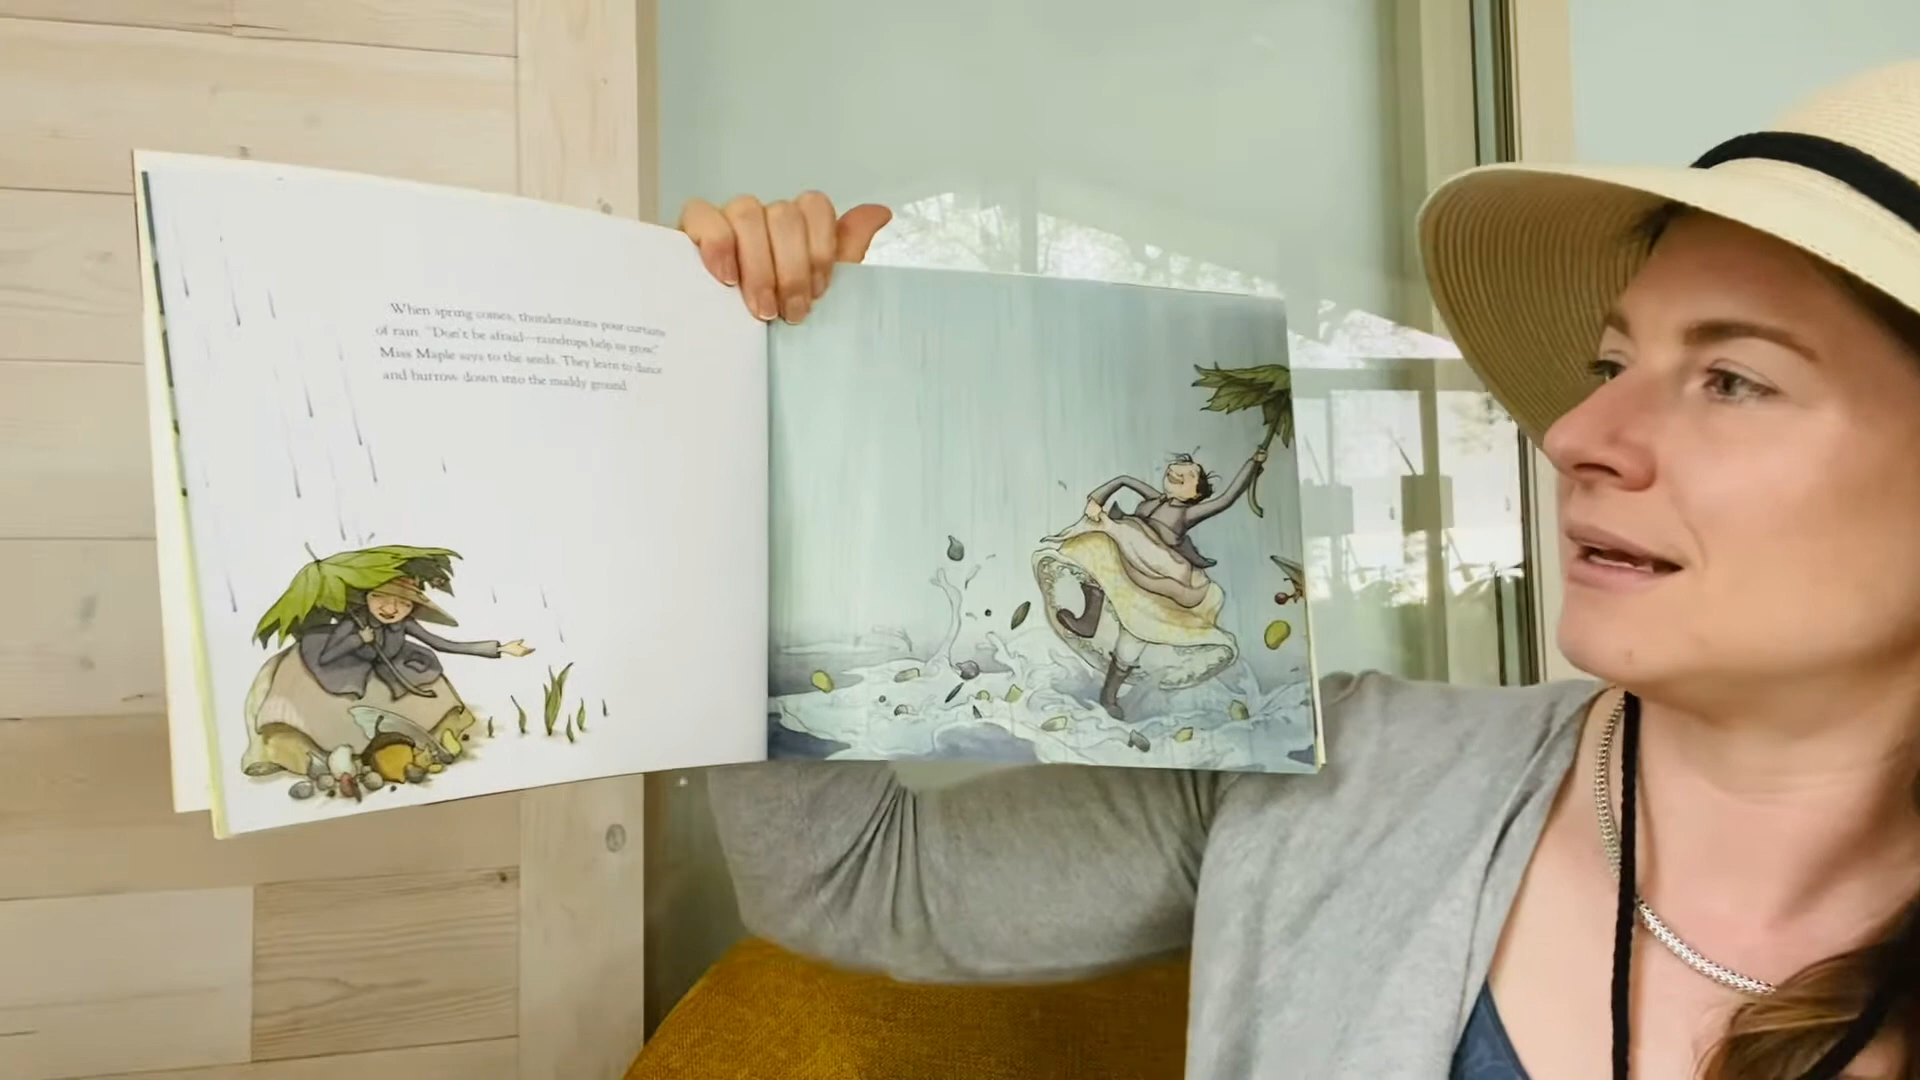 When spring comes, thunderstorms pour curtains
of rain. "Don't be afraid—raindrops help us grow,"
Miss Maple says to the seeds. They learn to dance
and burrow down into the muddy ground.